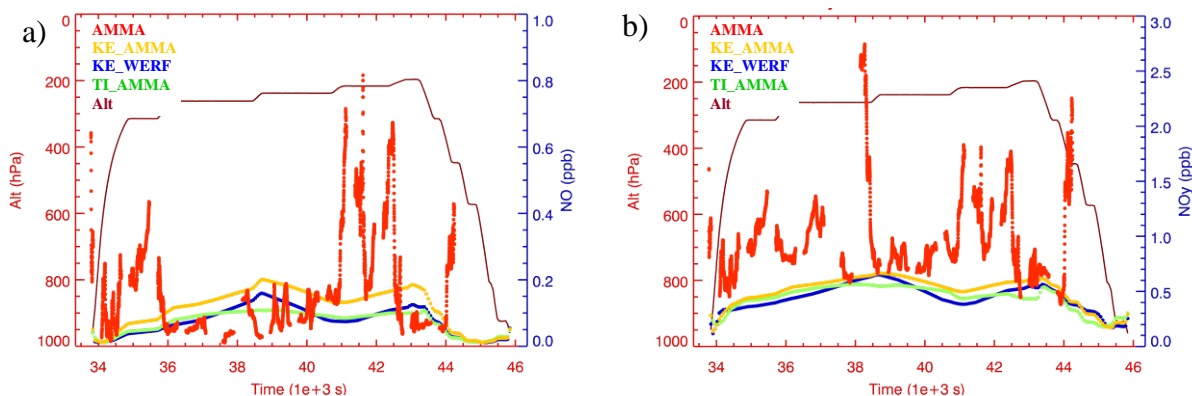 a)
AMMA
KE_AMMA
KE_WERF
TI_AMMA
Alt
0
200
400
600
800
1000
Alt (hPa)
1.0
0.8
0.6
0.4
0.2
0.0
NO (ppb)
34 36 38 40 42 44 46
Time (1e+3 s)
b)
AMMA
KE_AMMA
KE_WERF
TI_AMMA
Alt
0
200
400
600
800
1000
Alt (hPa)
3.0
2.5
2.0
1.5
1.0
0.5
0.0
NOy (ppb)
34 36 38 40 42 44 46
Time (1e+3 s)